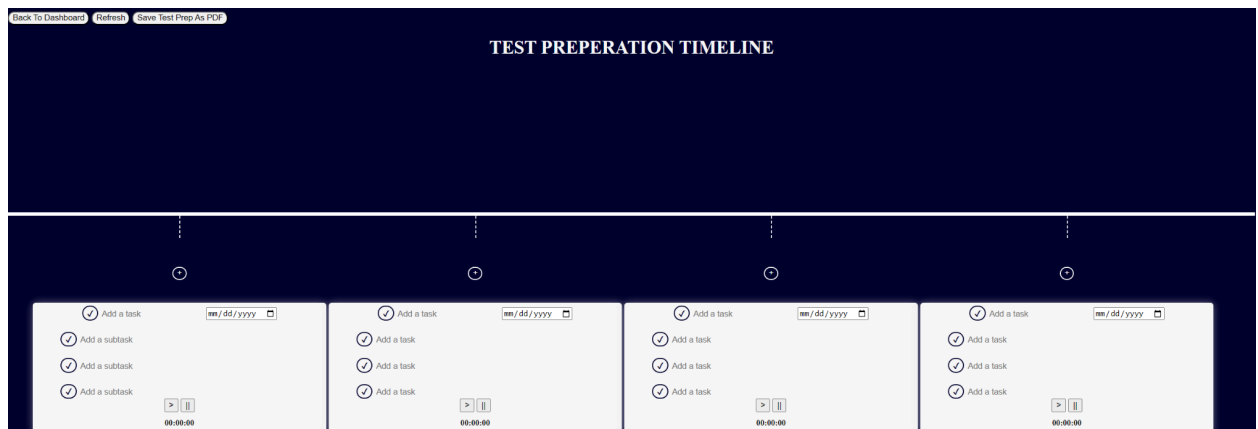 Back To Dashboard Refresh Save Test Prep As PDF
TEST PREPERATION TIMELINE
+ + + +
✓ Add a task mm/dd/yyyy ✓ Add a task mm/dd/yyyy ✓ Add a task mm/dd/yyyy ✓ Add a task mm/dd/yyyy
✓ Add a subtask ✓ Add a task ✓ Add a task ✓ Add a task
✓ Add a subtask ✓ Add a task ✓ Add a task ✓ Add a task
✓ Add a subtask ✓ Add a task ✓ Add a task ✓ Add a task
> || > || > || > ||
00:00:00 00:00:00 00:00:00 00:00:00